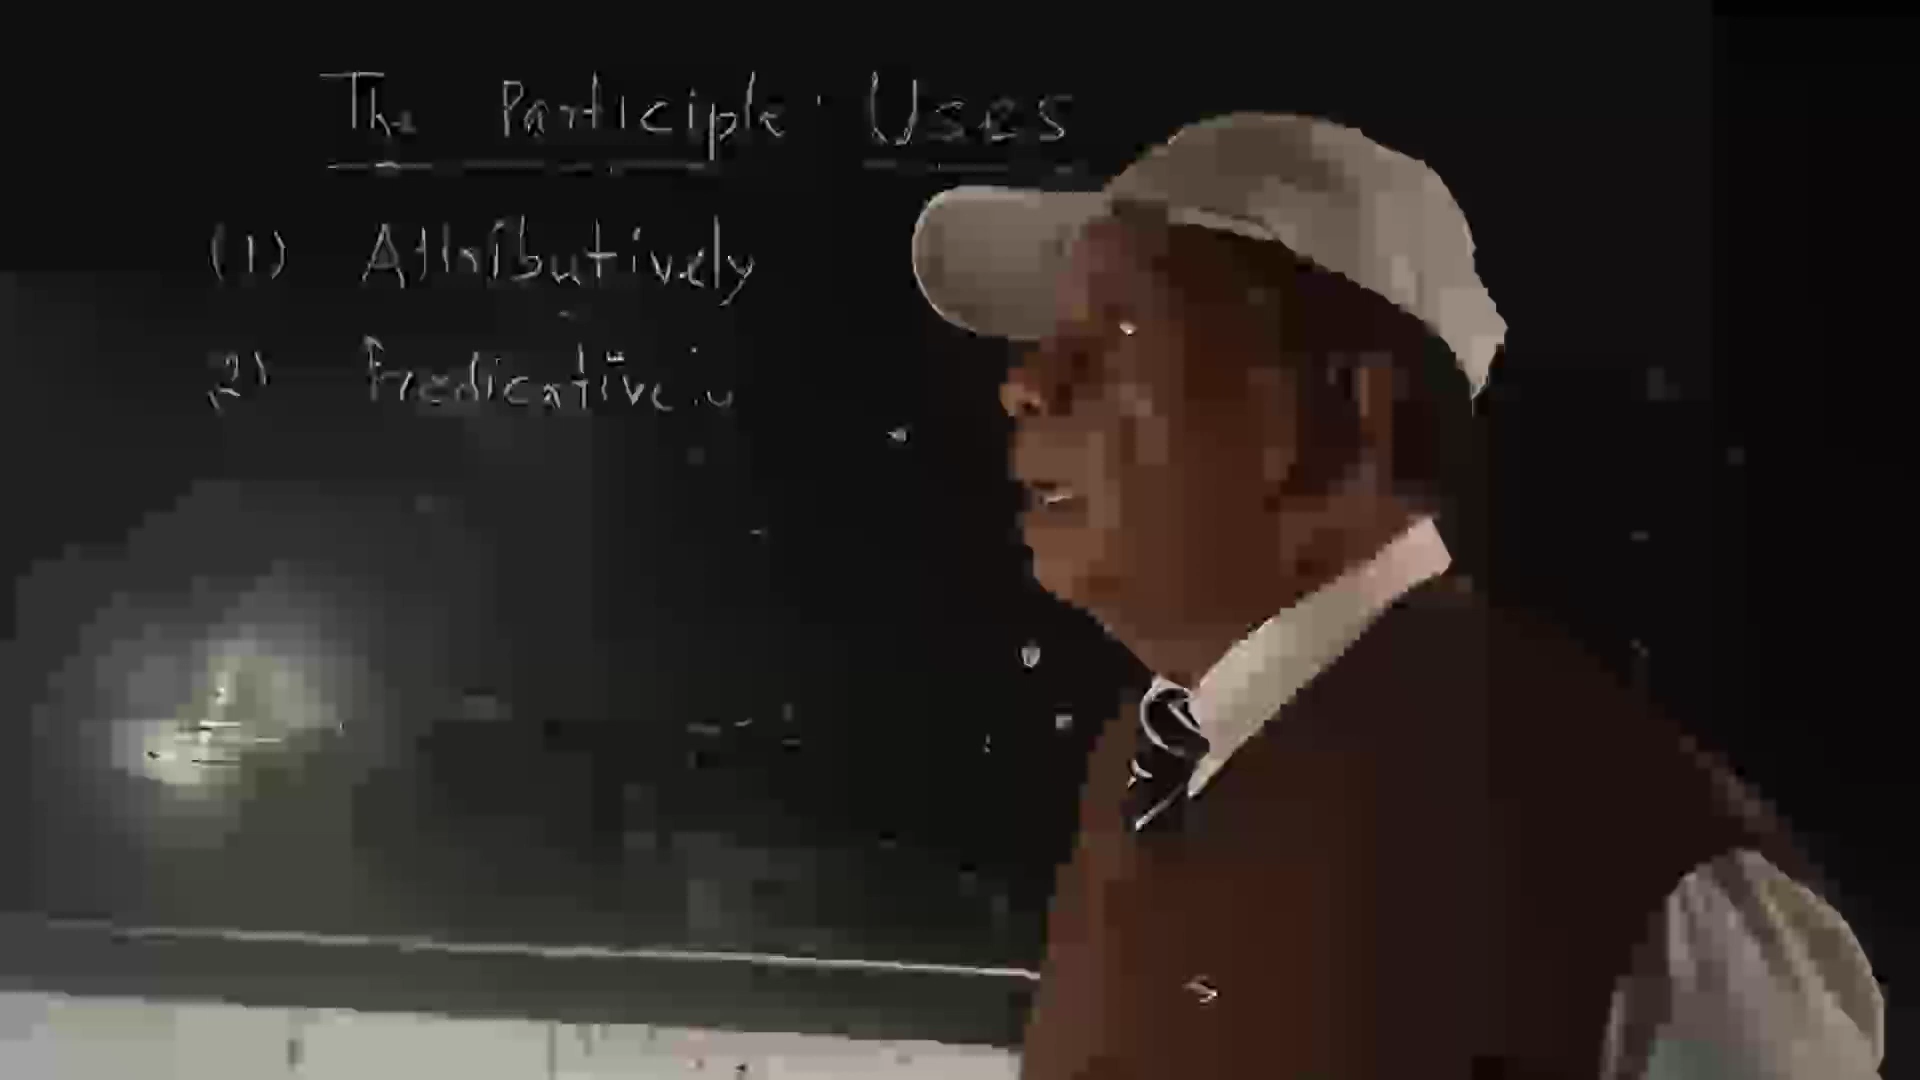 The Participle: Uses
(1) Attributively
2) Predicatively